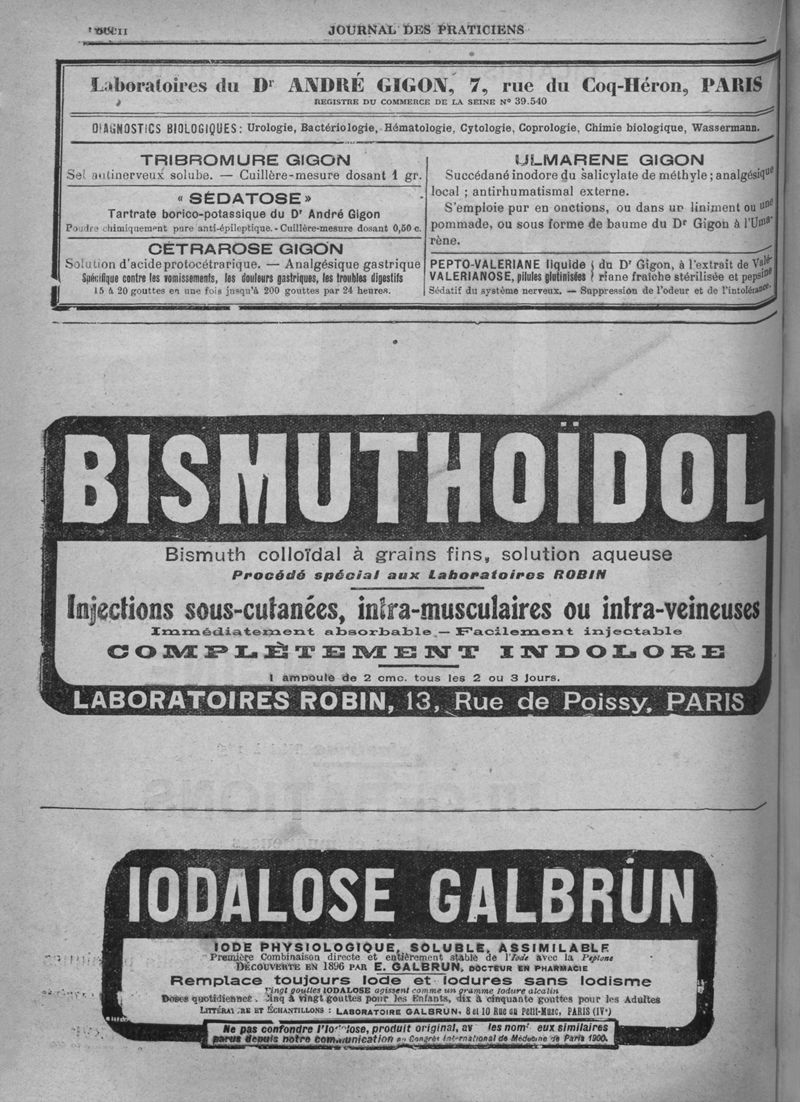 JOURNAL DES PRATICIENS
Laboratoires du Dr ANDRÉ GIGON, 7, rue du Coq-Héron, PARIS
REGISTRE DU COMMERCE DE LA SEINE N° 39.540
DIAGNOSTICS BIOLOGIQUES: Urologie, Bactériologie, Hématologie, Cytologie, Coprologie, Chimie biologique, Wassermann.
TRIBROMURE GIGON
Sel antinerveux soluble. — Cuillère-mesure dosant 1 gr.
« SÉDATOSE »
Tartrate borico-potassique du Dr André Gigon
Poudre chimiquement pure anti-épileptique. - Cuillère-mesure dosant 0,50 c.
CÉTRAROSE GIGON
Solution d'acide protocétrarique. — Analgésique gastrique
Spécifique contre les vomissements, les douleurs gastriques, les troubles digestifs
15 à 20 gouttes en une fois jusqu'à 200 gouttes par 24 heures.
ULMARENE GIGON
Succédané inodore du salicylate de méthyle; analgésique
local; antirhumatismal externe.
S'emploie pur en onctions, ou dans un liniment ou une
pommade, ou sous forme de baume du Dr Gigon à l'Uma-
rène.
PEPTO-VALERIANE liquide { du Dr Gigon, à l'extrait de Valé-
VALERIANOSE, pilules glutinisées { riane fraîche stérilisée et pepsine
Sédatif du système nerveux. — Suppression de l'odeur et de l'intolérance.
BISMUTHOÏDOL
Bismuth colloïdal à grains fins, solution aqueuse
Procédé spécial aux Laboratoires ROBIN
Injections sous-cutanées, intra-musculaires ou intra-veineuses
Immédiatement absorbable. — Facilement injectable
COMPLÈTEMENT INDOLORE
1 ampoule de 2 cmc. tous les 2 ou 3 jours.
LABORATOIRES ROBIN, 13, Rue de Poissy, PARIS
IODALOSE GALBRUN
IODE PHYSIOLOGIQUE, SOLUBLE, ASSIMILABLE
Première Combinaison directe et entièrement stable de l'Iode avec la Peptone
DÉCOUVERTE EN 1896 PAR E. GALBRUN, DOCTEUR EN PHARMACIE
Remplace toujours Iode et Iodures sans Iodisme
Vingt gouttes IODALOSE agissent comme un gramme Iodure alcalin
Doses quotidiennes. Cinq à vingt gouttes pour les Enfants, dix à cinquante gouttes pour les Adultes
LITTÉRATURE ET ÉCHANTILLONS : LABORATOIRE GALBRUN, 8 et 10 Rue du Petit-Musc, PARIS (IVe)
Ne pas confondre l'Iodalose, produit original, avec les nombreux similaires
parus depuis notre communication au Congrès International de Médecine de Paris 1900.